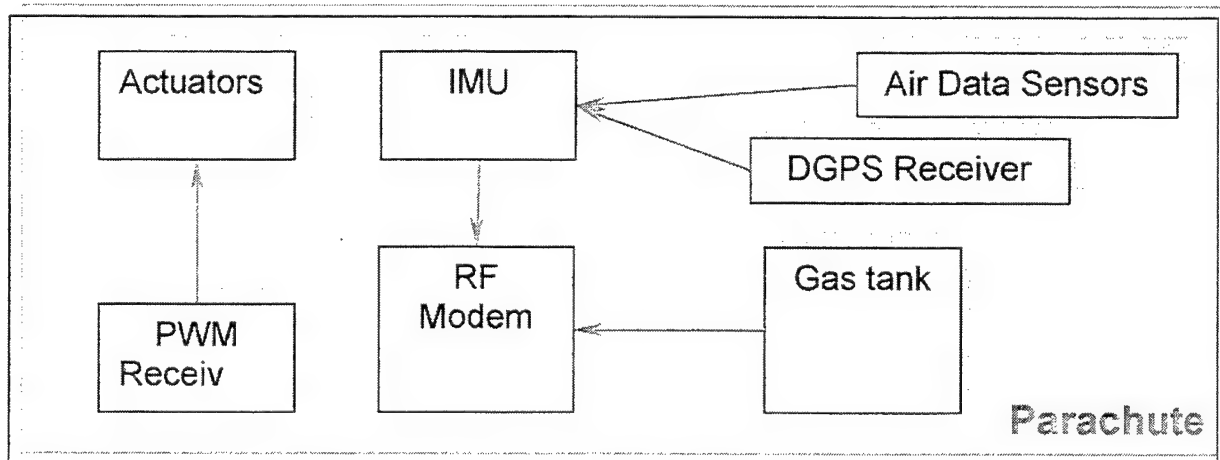 Actuators
IMU
Air Data Sensors
DGPS Receiver
RF
Modem
Gas tank
PWM
Receiv
Parachute